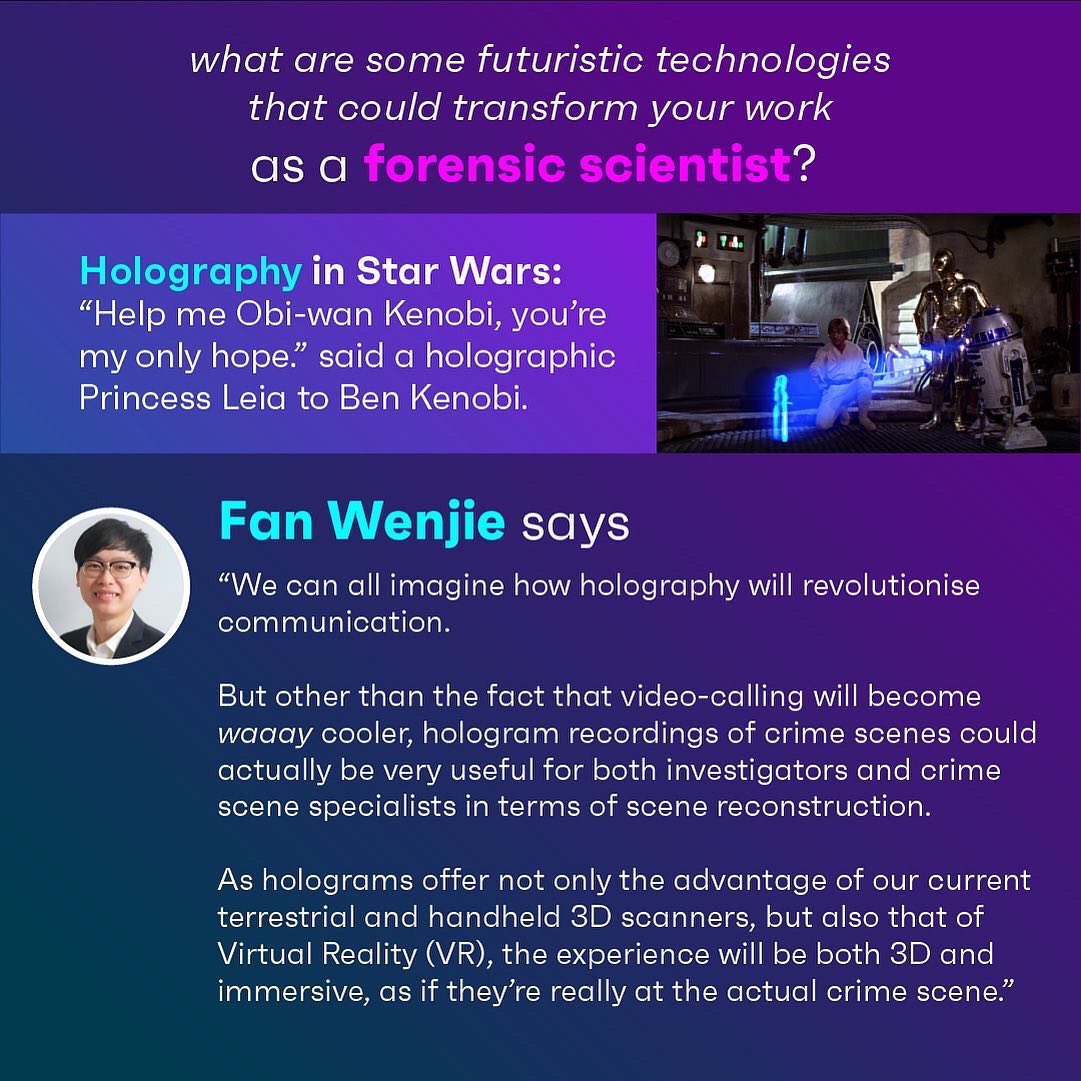 what are some futuristic technologies
that could transform your work
as a forensic scientist?
Holography in Star Wars:
“Help me Obi-wan Kenobi, you’re
my only hope.” said a holographic
Princess Leia to Ben Kenobi.
Fan Wenjie says
“We can all imagine how holography will revolutionise
communication.
But other than the fact that video-calling will become
waaay cooler, hologram recordings of crime scenes could
actually be very useful for both investigators and crime
scene specialists in terms of scene reconstruction.
As holograms offer not only the advantage of our current
terrestrial and handheld 3D scanners, but also that of
Virtual Reality (VR), the experience will be both 3D and
immersive, as if they’re really at the actual crime scene.”